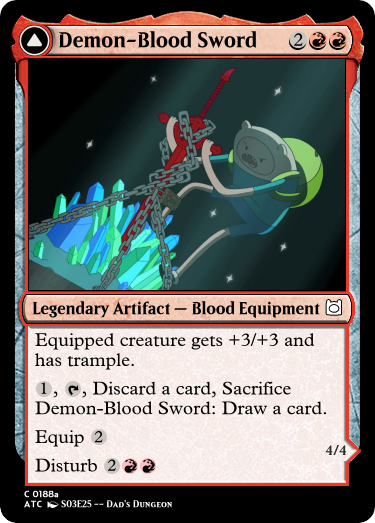 Demon-Blood Sword 2
Legendary Artifact — Blood Equipment
Equipped creature gets +3/+3 and
has trample.
1, , Discard a card, Sacrifice
Demon-Blood Sword: Draw a card.
Equip 2
Disturb 2
4/4
C 0188a
ATC S03E25 -- Dad's Dungeon